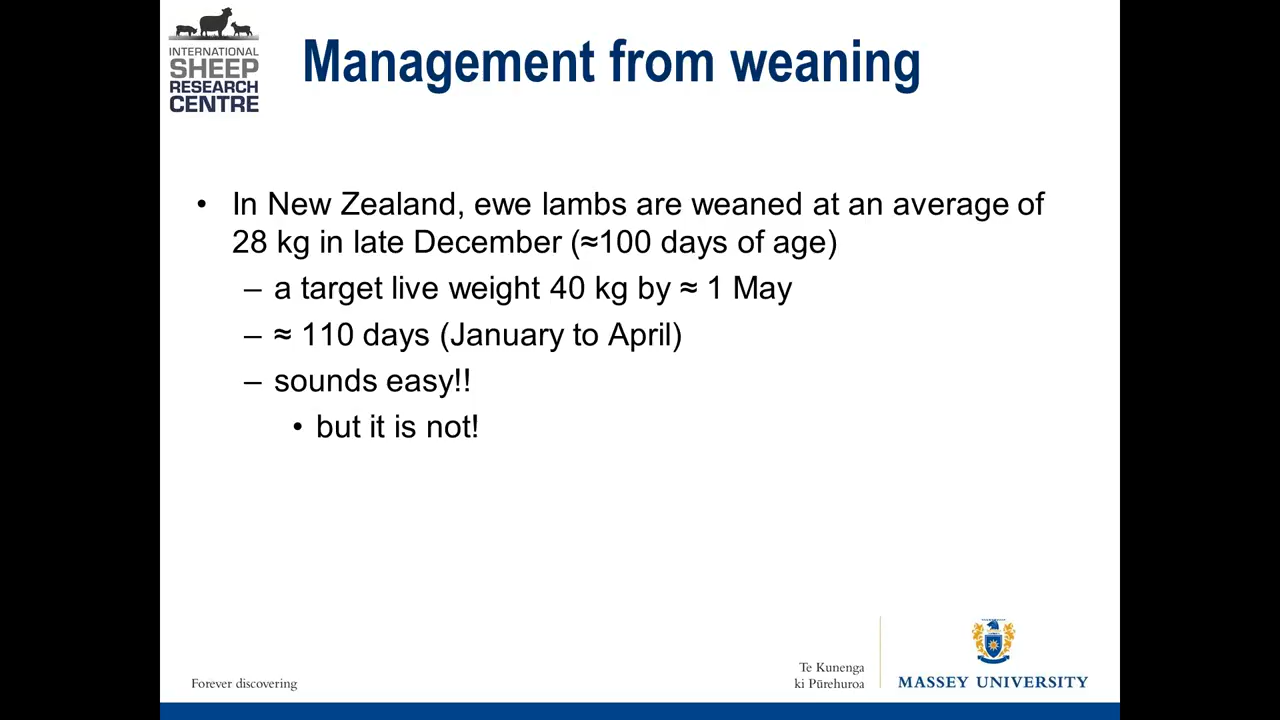 INTERNATIONAL
SHEEP
RESEARCH
CENTRE
Management from weaning
• In New Zealand, ewe lambs are weaned at an average of
28 kg in late December (≈100 days of age)
– a target live weight 40 kg by ≈ 1 May
– ≈ 110 days (January to April)
– sounds easy!!
• but it is not!
Forever discovering
Te Kunenga
ki Pūrehuroa
MASSEY UNIVERSITY